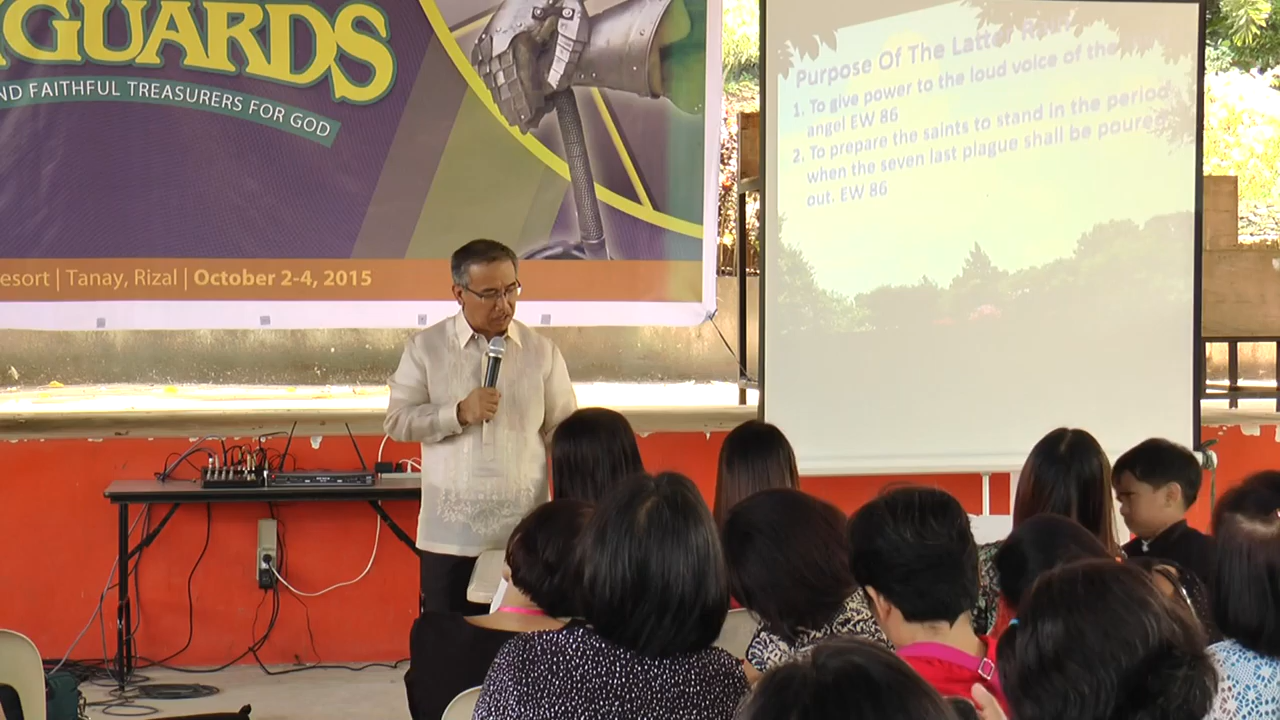 GUARDS
ND FAITHFUL TREASURERS FOR GOD
esort | Tanay, Rizal | October 2-4, 2015
Purpose Of The Latter
1. To give power to the loud voice of the
angel EW 86
2. To prepare the saints to stand in the period
when the seven last plague shall be poured
out. EW 86